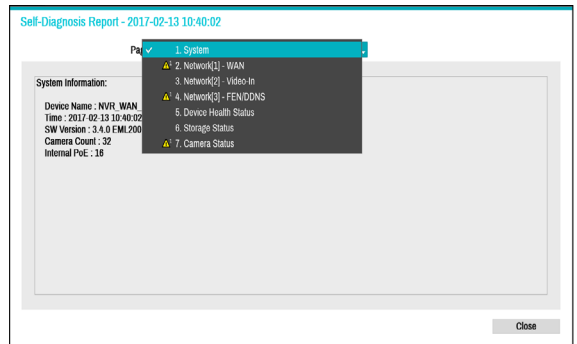 Self-Diagnosis Report - 2017-02-13 10:40:02
1. System
2. Network[1] - WAN
3. Network[2] - Video-In
4. Network[3] - FEN/DDNS
5. Device Health Status
6. Storage Status
7. Camera Status
System Information:
Device Name : NVR_WAN_
Time : 2017-02-13 10:40:02
SW Version : 3.4.0 EML200
Camera Count : 32
Internal PoE : 16
Close